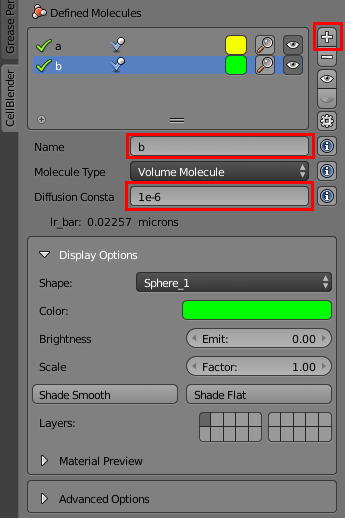 Grease Per
CellBlender
Defined Molecules
a
b
Name
b
Molecule Type
Volume Molecule
Diffusion Consta
1e-6
lr_bar: 0.02257 microns
Display Options
Shape:
Sphere_1
Color:
Brightness
Emit: 0.00
Scale
Factor: 1.00
Shade Smooth
Shade Flat
Layers:
Material Preview
Advanced Options